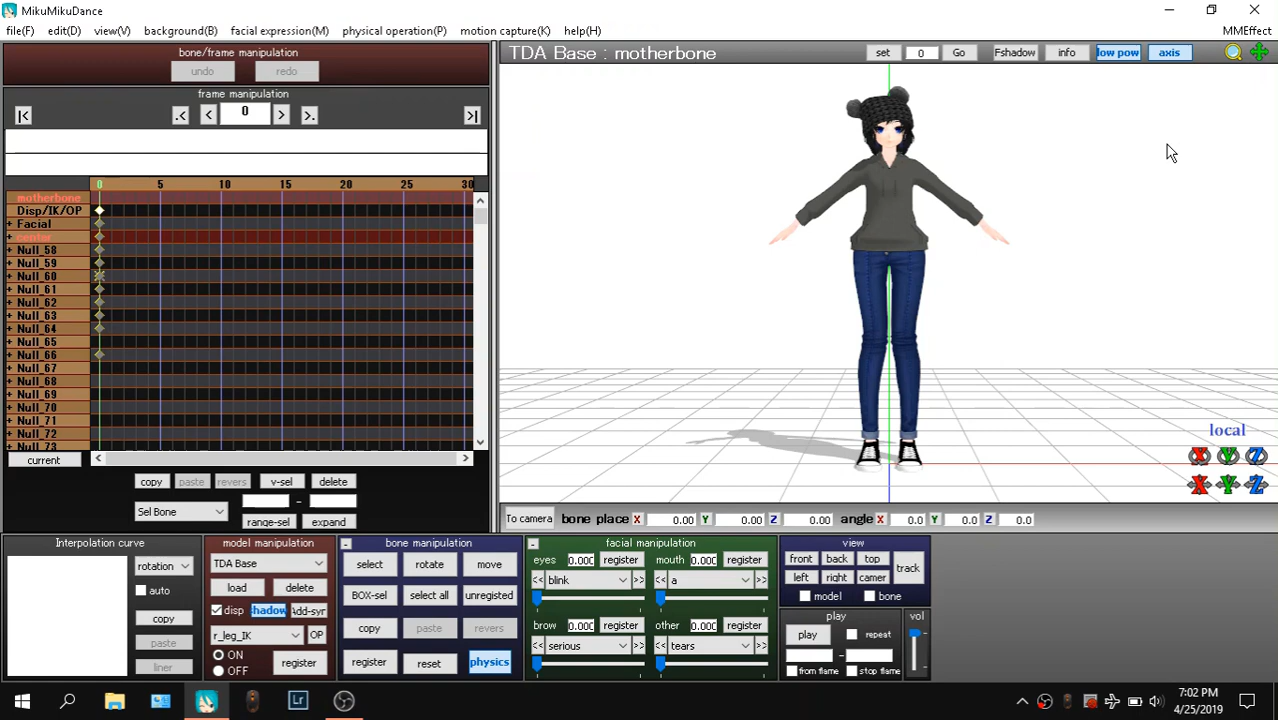 MikuMikuDance
file(F) edit(D) view(V) background(B) facial expression(M) physical operation(P) motion capture(K) help(H) MMEffect
bone/frame manipulation
undo redo
frame manipulation
|< .< < 0 > >. >|
0 5 10 15 20 25 30
motherbone
Disp/IK/OP
+ Facial
+ center
+ Null_58
+ Null_59
+ Null_60
+ Null_61
+ Null_62
+ Null_63
+ Null_64
+ Null_65
+ Null_66
+ Null_67
+ Null_68
+ Null_69
+ Null_70
+ Null_71
+ Null_72
+ Null_73
current
copy paste revers v-sel delete
Sel Bone -
range-sel expand
TDA Base : motherbone set 0 Go Fshadow info low pow axis
local
X Y Z
X Y Z
To camera bone place X 0.00 Y 0.00 Z 0.00 angle X 0.0 Y 0.0 Z 0.0
Interpolation curve
rotation
auto
copy
paste
liner
model manipulation
TDA Base
load delete
disp shadow Add-syn
r_leg_IK OP
ON
OFF
register
- bone manipulation
select rotate move
BOX-sel select all unregisted
copy paste revers
register reset physics
- facial manipulation
eyes 0.000 register mouth 0.000 register
<< blink >> << a >>
brow 0.000 register other 0.000 register
<< serious >> << tears >>
view
front back top
left right camer
track
model bone
play
play repeat
-
from flame stop flame
vol
Lr
7:02 PM
4/25/2019